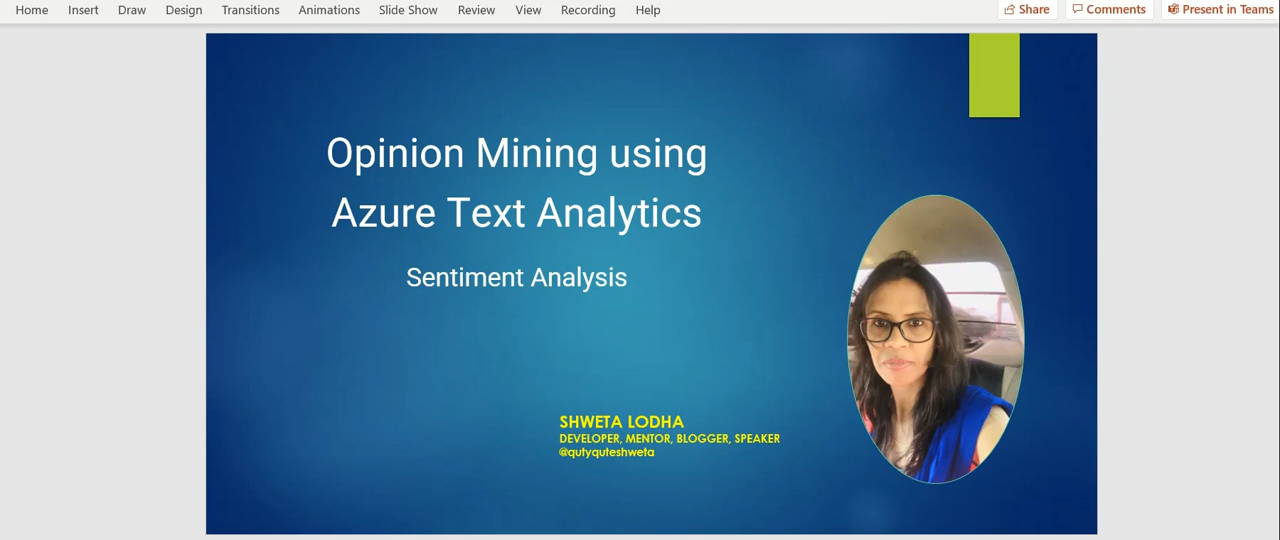 Home Insert Draw Design Transitions Animations Slide Show Review View Recording Help Share Comments Present in Teams
Opinion Mining using
Azure Text Analytics
Sentiment Analysis
SHWETA LODHA
DEVELOPER, MENTOR, BLOGGER, SPEAKER
@qutyquteshweta